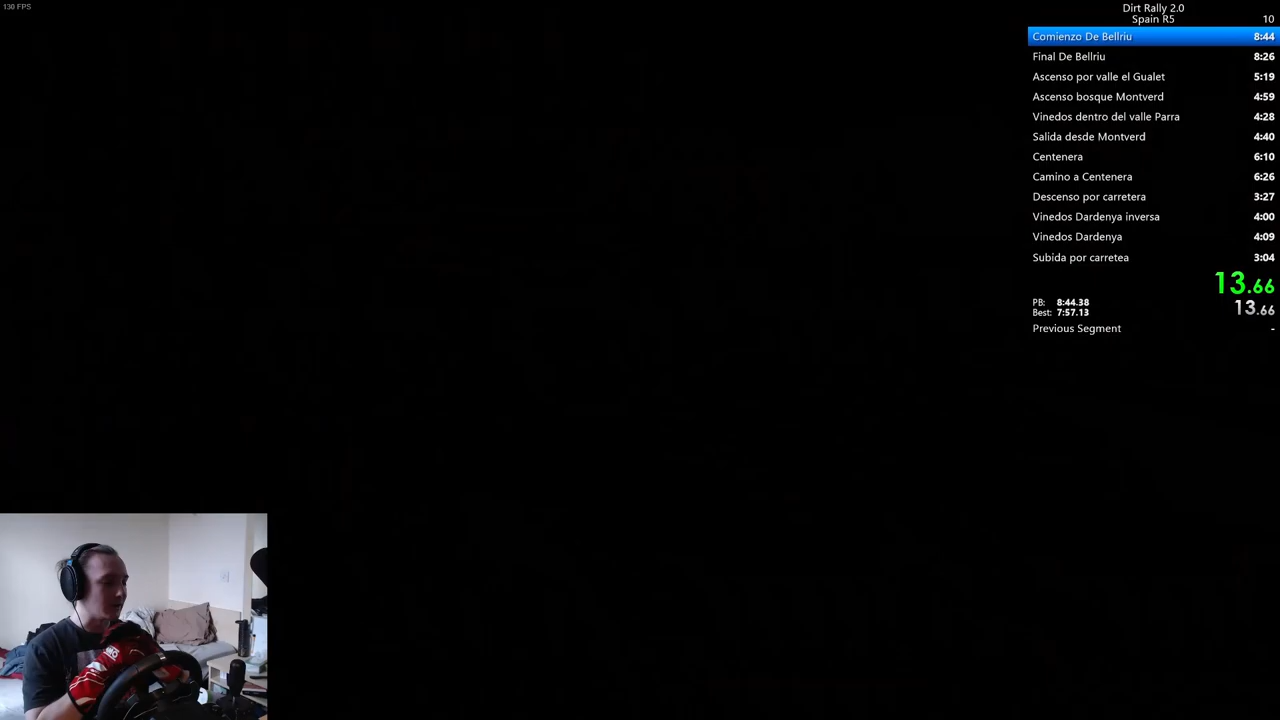 130 FPS
Dirt Rally 2.0
Spain R5 10
Comienzo De Bellriu 8:44
Final De Bellriu 8:26
Ascenso por valle el Gualet 5:19
Ascenso bosque Montverd 4:59
Vinedos dentro del valle Parra 4:28
Salida desde Montverd 4:40
Centenera 6:10
Camino a Centenera 6:26
Descenso por carretera 3:27
Vinedos Dardenya inversa 4:00
Vinedos Dardenya 4:09
Subida por carretea 3:04
13.66
PB: 8:44.38
Best: 7:57.13 13.66
Previous Segment -